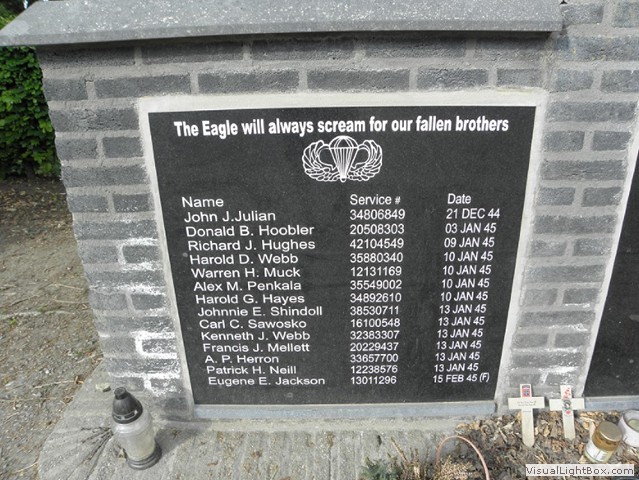 The Eagle will always scream for our fallen brothers
Name Service # Date
John J.Julian 34806849 21 DEC 44
Donald B. Hoobler 20508303 03 JAN 45
Richard J. Hughes 42104549 09 JAN 45
Harold D. Webb 35880340 10 JAN 45
Warren H. Muck 12131169 10 JAN 45
Alex M. Penkala 35549002 10 JAN 45
Harold G. Hayes 34892610 10 JAN 45
Johnnie E. Shindoll 38530711 13 JAN 45
Carl C. Sawosko 16100548 13 JAN 45
Kenneth J. Webb 32383307 13 JAN 45
Francis J. Mellett 20229437 13 JAN 45
A. P. Herron 33657700 13 JAN 45
Patrick H. Neill 12238576 13 JAN 45
Eugene E. Jackson 13011296 15 FEB 45 (F)
VisualLightBox.com